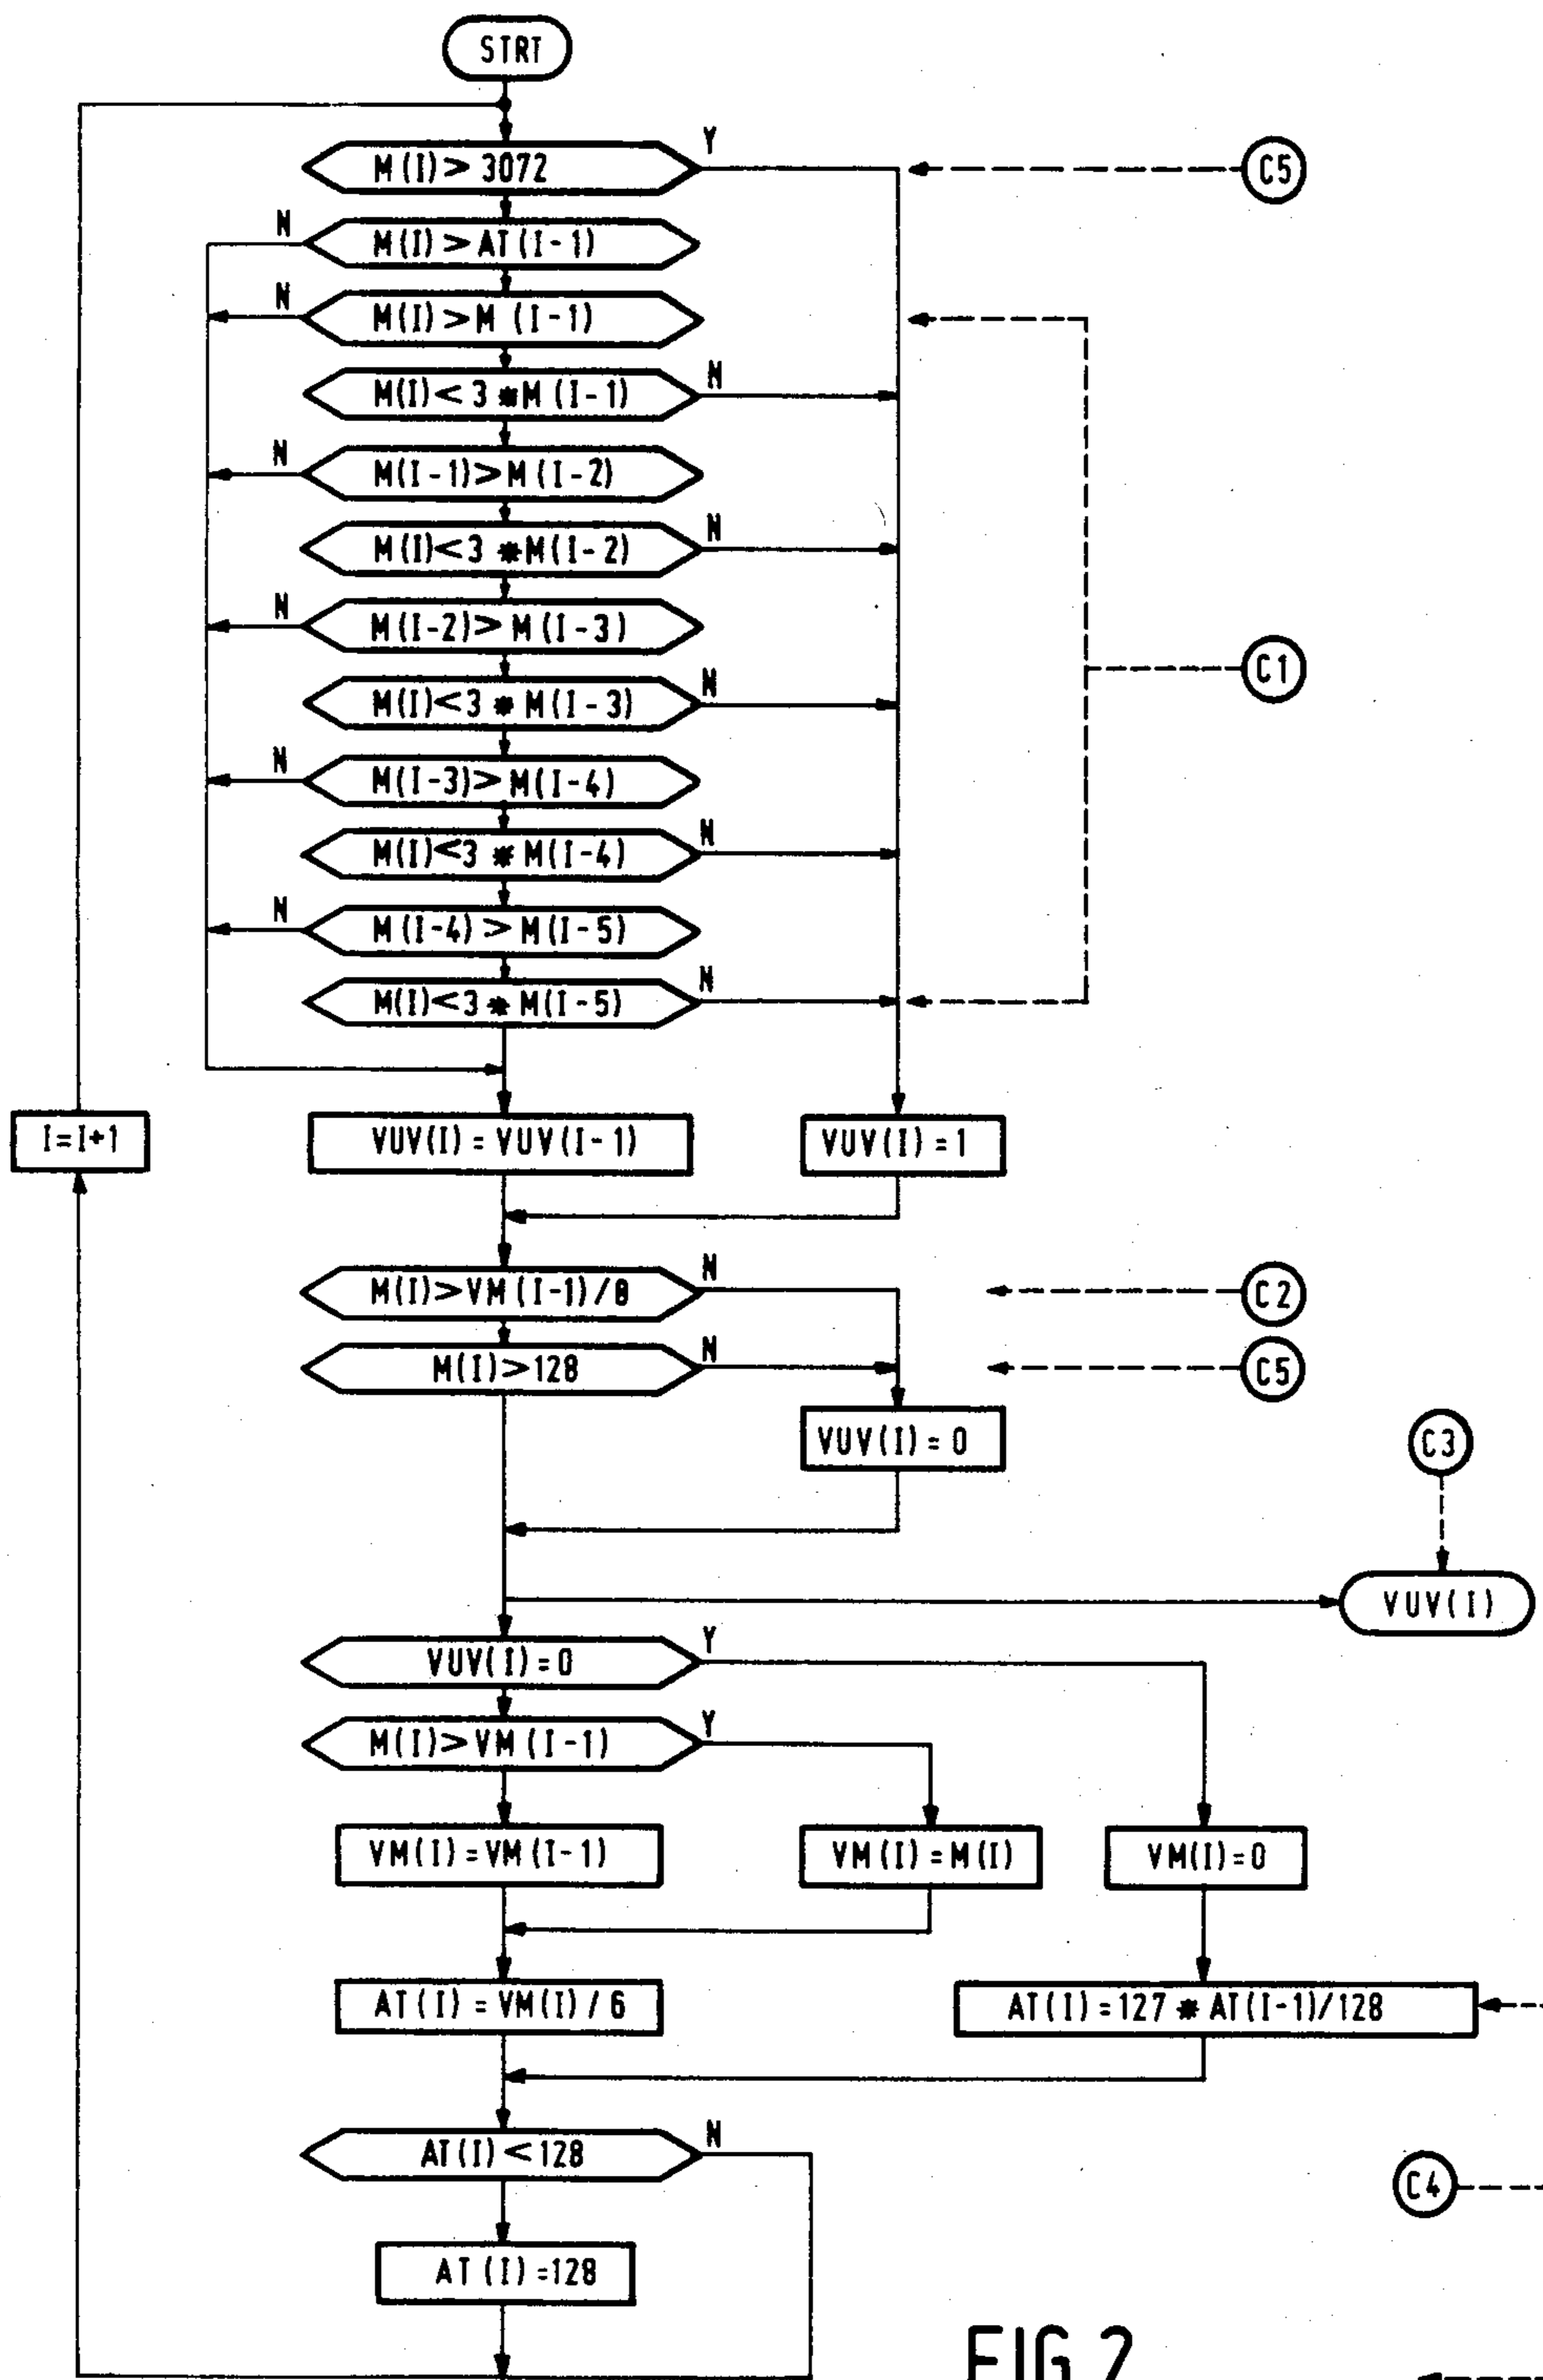 STRT
Y
M(I) > 3072
C5
N
M(I) > AT(I-1)
N
M(I) > M (I-1)
M(I) < 3 * M (I-1)
N
N
M(I-1) > M (I-2)
M(I) < 3 * M(I-2)
N
N
M(I-2) > M(I-3)
M(I) < 3 * M(I-3)
N
C1
N
M(I-3) > M(I-4)
M(I) < 3 * M(I-4)
N
N
M(I-4) > M(I-5)
M(I) < 3 * M(I-5)
N
I=I+1
VUV(I) = VUV(I-1)
VUV(I) = 1
M(I) > VM (I-1)/8
N
C2
M(I) > 128
N
C5
VUV(I) = 0
C3
VUV(I)
VUV(I) = 0
Y
M(I) > VM (I-1)
Y
VM(I) = VM (I-1)
VM (I) = M(I)
VM(I) = 0
AT(I) = VM(I) / 6
AT(I) = 127 * AT(I-1)/128
AT(I) < 128
N
C4
AT (I) = 128
FIG.2